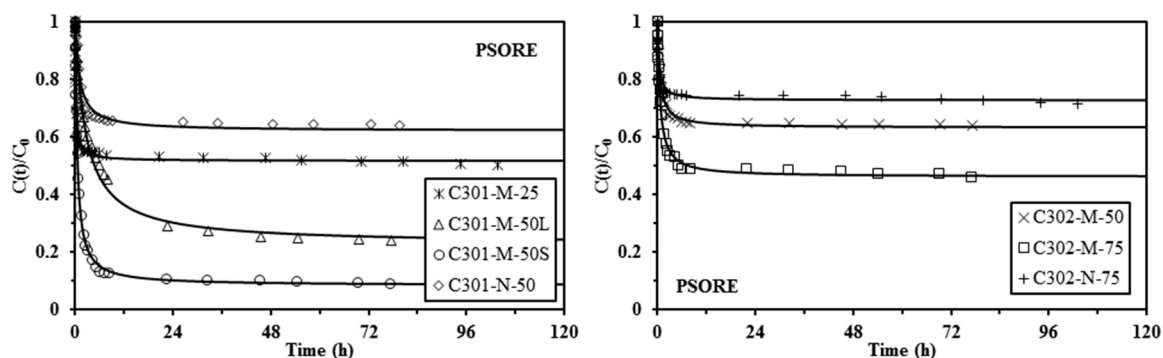 1
0.8
0.6
0.4
0.2
0
C(t)/C0
PSORE
C301-M-25
C301-M-50L
C301-M-50S
C301-N-50
0 24 48 72 96 120
Time (h)
1
0.8
0.6
0.4
0.2
0
C(t)/C0
C302-M-50
C302-M-75
C302-N-75
PSORE
0 24 48 72 96 120
Time (h)